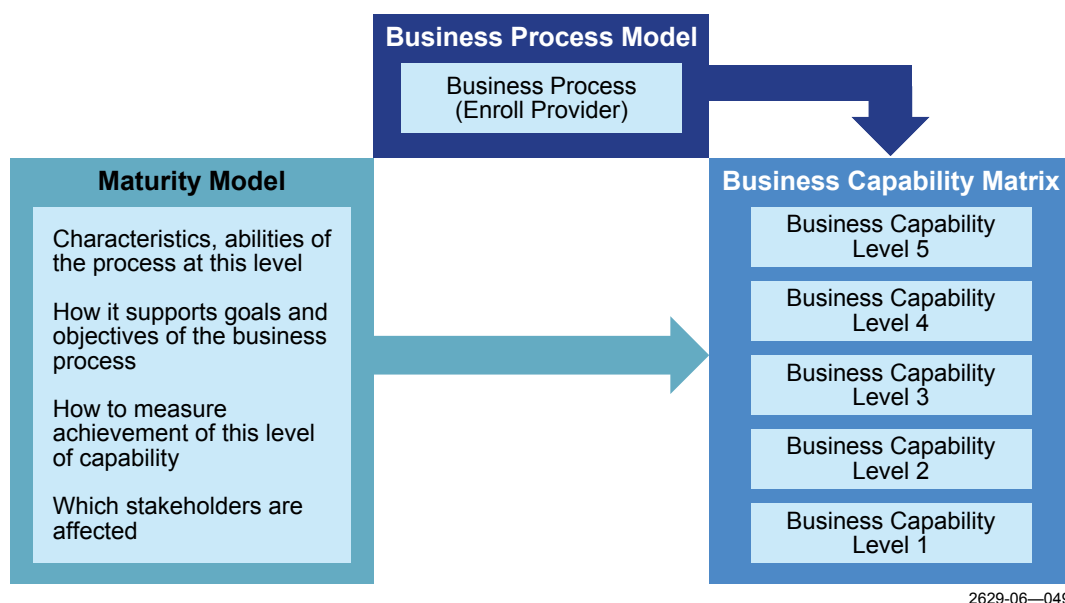 Business Process Model
Business Process
(Enroll Provider)
Maturity Model
Characteristics, abilities of
the process at this level
How it supports goals and
objectives of the business
process
How to measure
achievement of this level
of capability
Which stakeholders are
affected
Business Capability Matrix
Business Capability
Level 5
Business Capability
Level 4
Business Capability
Level 3
Business Capability
Level 2
Business Capability
Level 1
2629-06—049